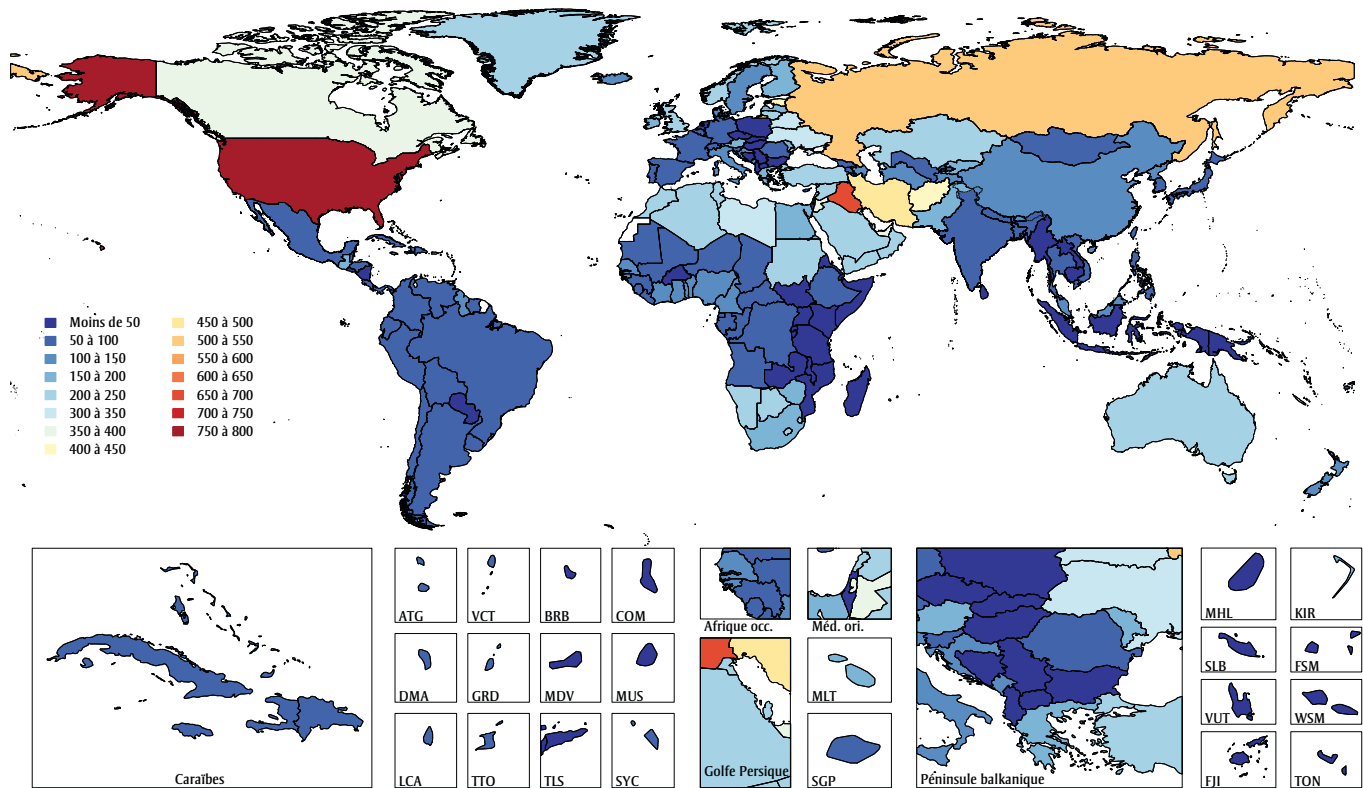 Moins de 50
50 à 100
100 à 150
150 à 200
200 à 250
300 à 350
350 à 400
400 à 450
450 à 500
500 à 550
550 à 600
600 à 650
650 à 700
700 à 750
750 à 800
Caraïbes
ATG
VCT
BRB
COM
DMA
GRD
MDV
MUS
LCA
TTO
TLS
SYC
Afrique occ.
Méd. ori.
Golfe Persique
MLT
SGP
Péninsule balkanique
MHL
KIR
SLB
FSM
VUT
WSM
FJI
TON